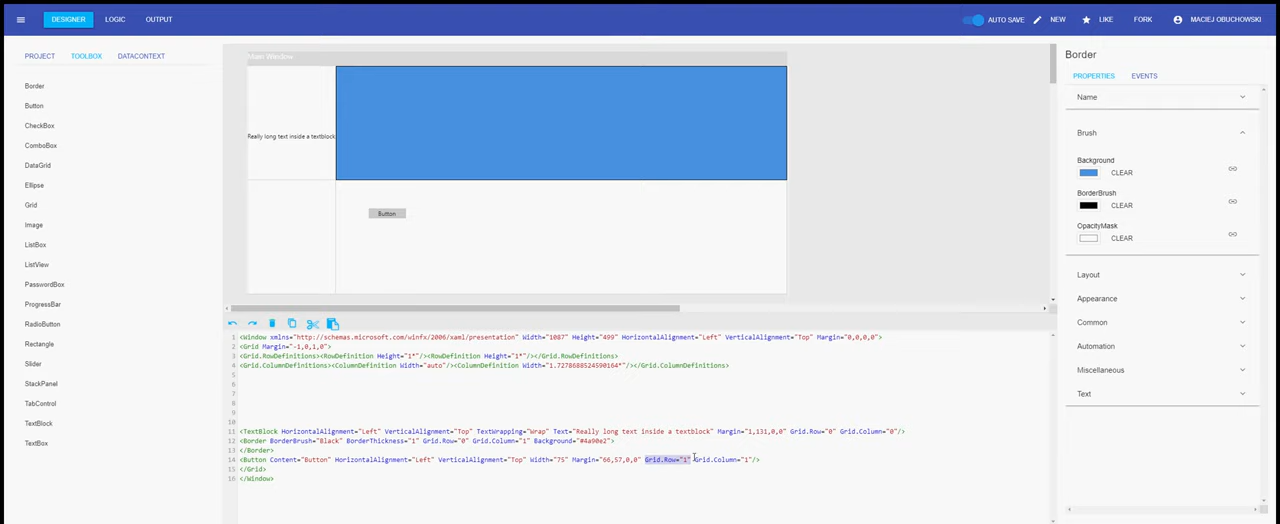 DESIGNER LOGIC OUTPUT AUTO SAVE NEW LIKE FORK MACIEJ OBUCHOWSKI
PROJECT TOOLBOX DATACONTEXT
Border
Button
CheckBox
ComboBox
DataGrid
Ellipse
Grid
Image
ListBox
ListView
PasswordBox
ProgressBar
RadioButton
Rectangle
Slider
StackPanel
TabControl
TextBlock
TextBox
Main Window
Really long text inside a textblock
Button
1 <Window xmlns="http://schemas.microsoft.com/winfx/2006/xaml/presentation" Width="1087" Height="499" HorizontalAlignment="Left" VerticalAlignment="Top" Margin="0,0,0,0">
2 <Grid Margin="-1,0,1,0">
3 <Grid.RowDefinitions><RowDefinition Height="1*"/><RowDefinition Height="1*"/></Grid.RowDefinitions>
4 <Grid.ColumnDefinitions><ColumnDefinition Width="auto"/><ColumnDefinition Width="1.7278688524590164*"/></Grid.ColumnDefinitions>
5
6
7
8
9
10
11 <TextBlock HorizontalAlignment="Left" VerticalAlignment="Top" TextWrapping="Wrap" Text="Really long text inside a textblock" Margin="1,131,0,0" Grid.Row="0" Grid.Column="0"/>
12 <Border BorderBrush="Black" BorderThickness="1" Grid.Row="0" Grid.Column="1" Background="#4a90e2">
13 </Border>
14 <Button Content="Button" HorizontalAlignment="Left" VerticalAlignment="Top" Width="75" Margin="66,57,0,0" Grid.Row="1" Grid.Column="1"/>
15 </Grid>
16 </Window>
Border
PROPERTIES EVENTS
Name
Brush
Background
CLEAR
BorderBrush
CLEAR
OpacityMask
CLEAR
Layout
Appearance
Common
Automation
Miscellaneous
Text